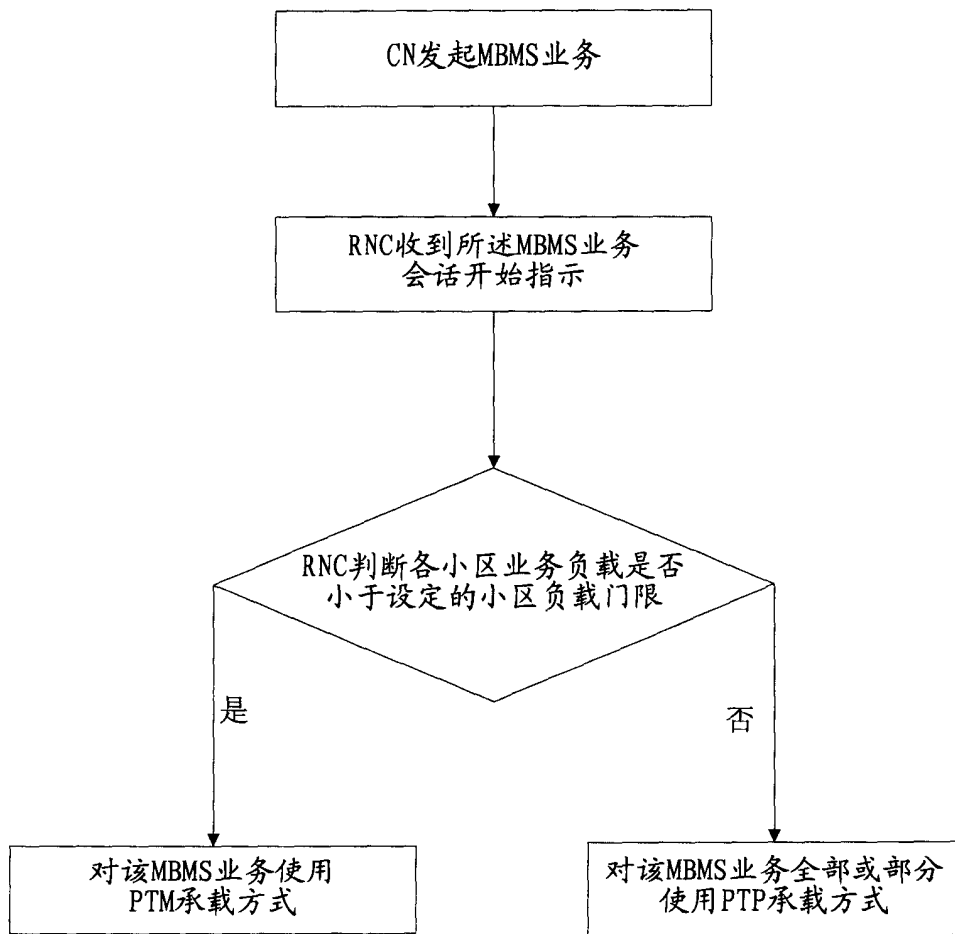 CN发起MBMS业务
RNC收到所述MBMS业务
会话开始指示
RNC判断各小区业务负载是否
小于设定的小区负载门限
是
否
对该MBMS业务使用
PTM承载方式
对该MBMS业务全部或部分
使用PTP承载方式